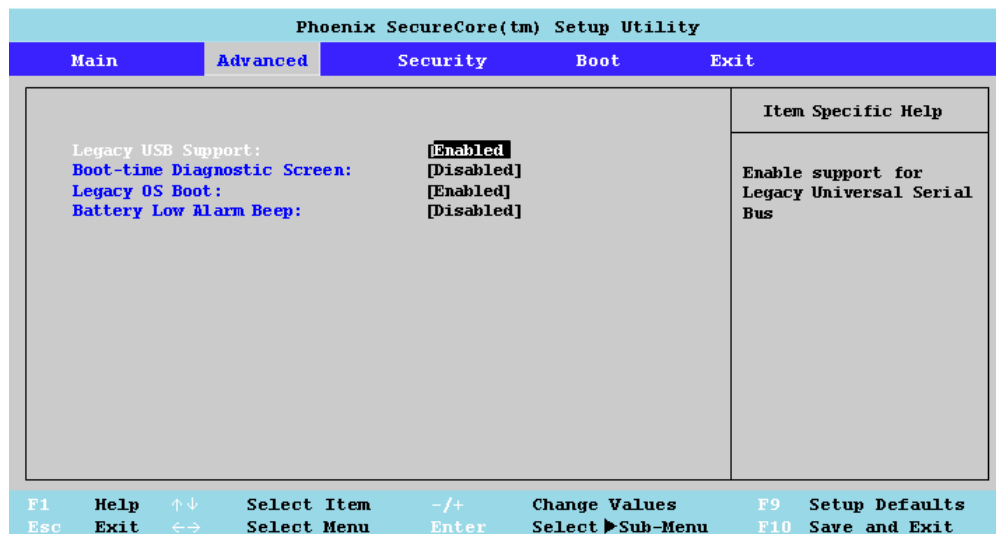 Phoenix SecureCore(tm) Setup Utility
Main Advanced Security Boot Exit
Item Specific Help
Legacy USB Support: [Enabled
Boot-time Diagnostic Screen: [Disabled]
Legacy OS Boot: [Enabled]
Battery Low Alarm Beep: [Disabled]
Enable support for
Legacy Universal Serial
Bus
F1 Help ↑↓ Select Item -/+ Change Values F9 Setup Defaults
Esc Exit ←→ Select Menu Enter Select ▶Sub-Menu F10 Save and Exit